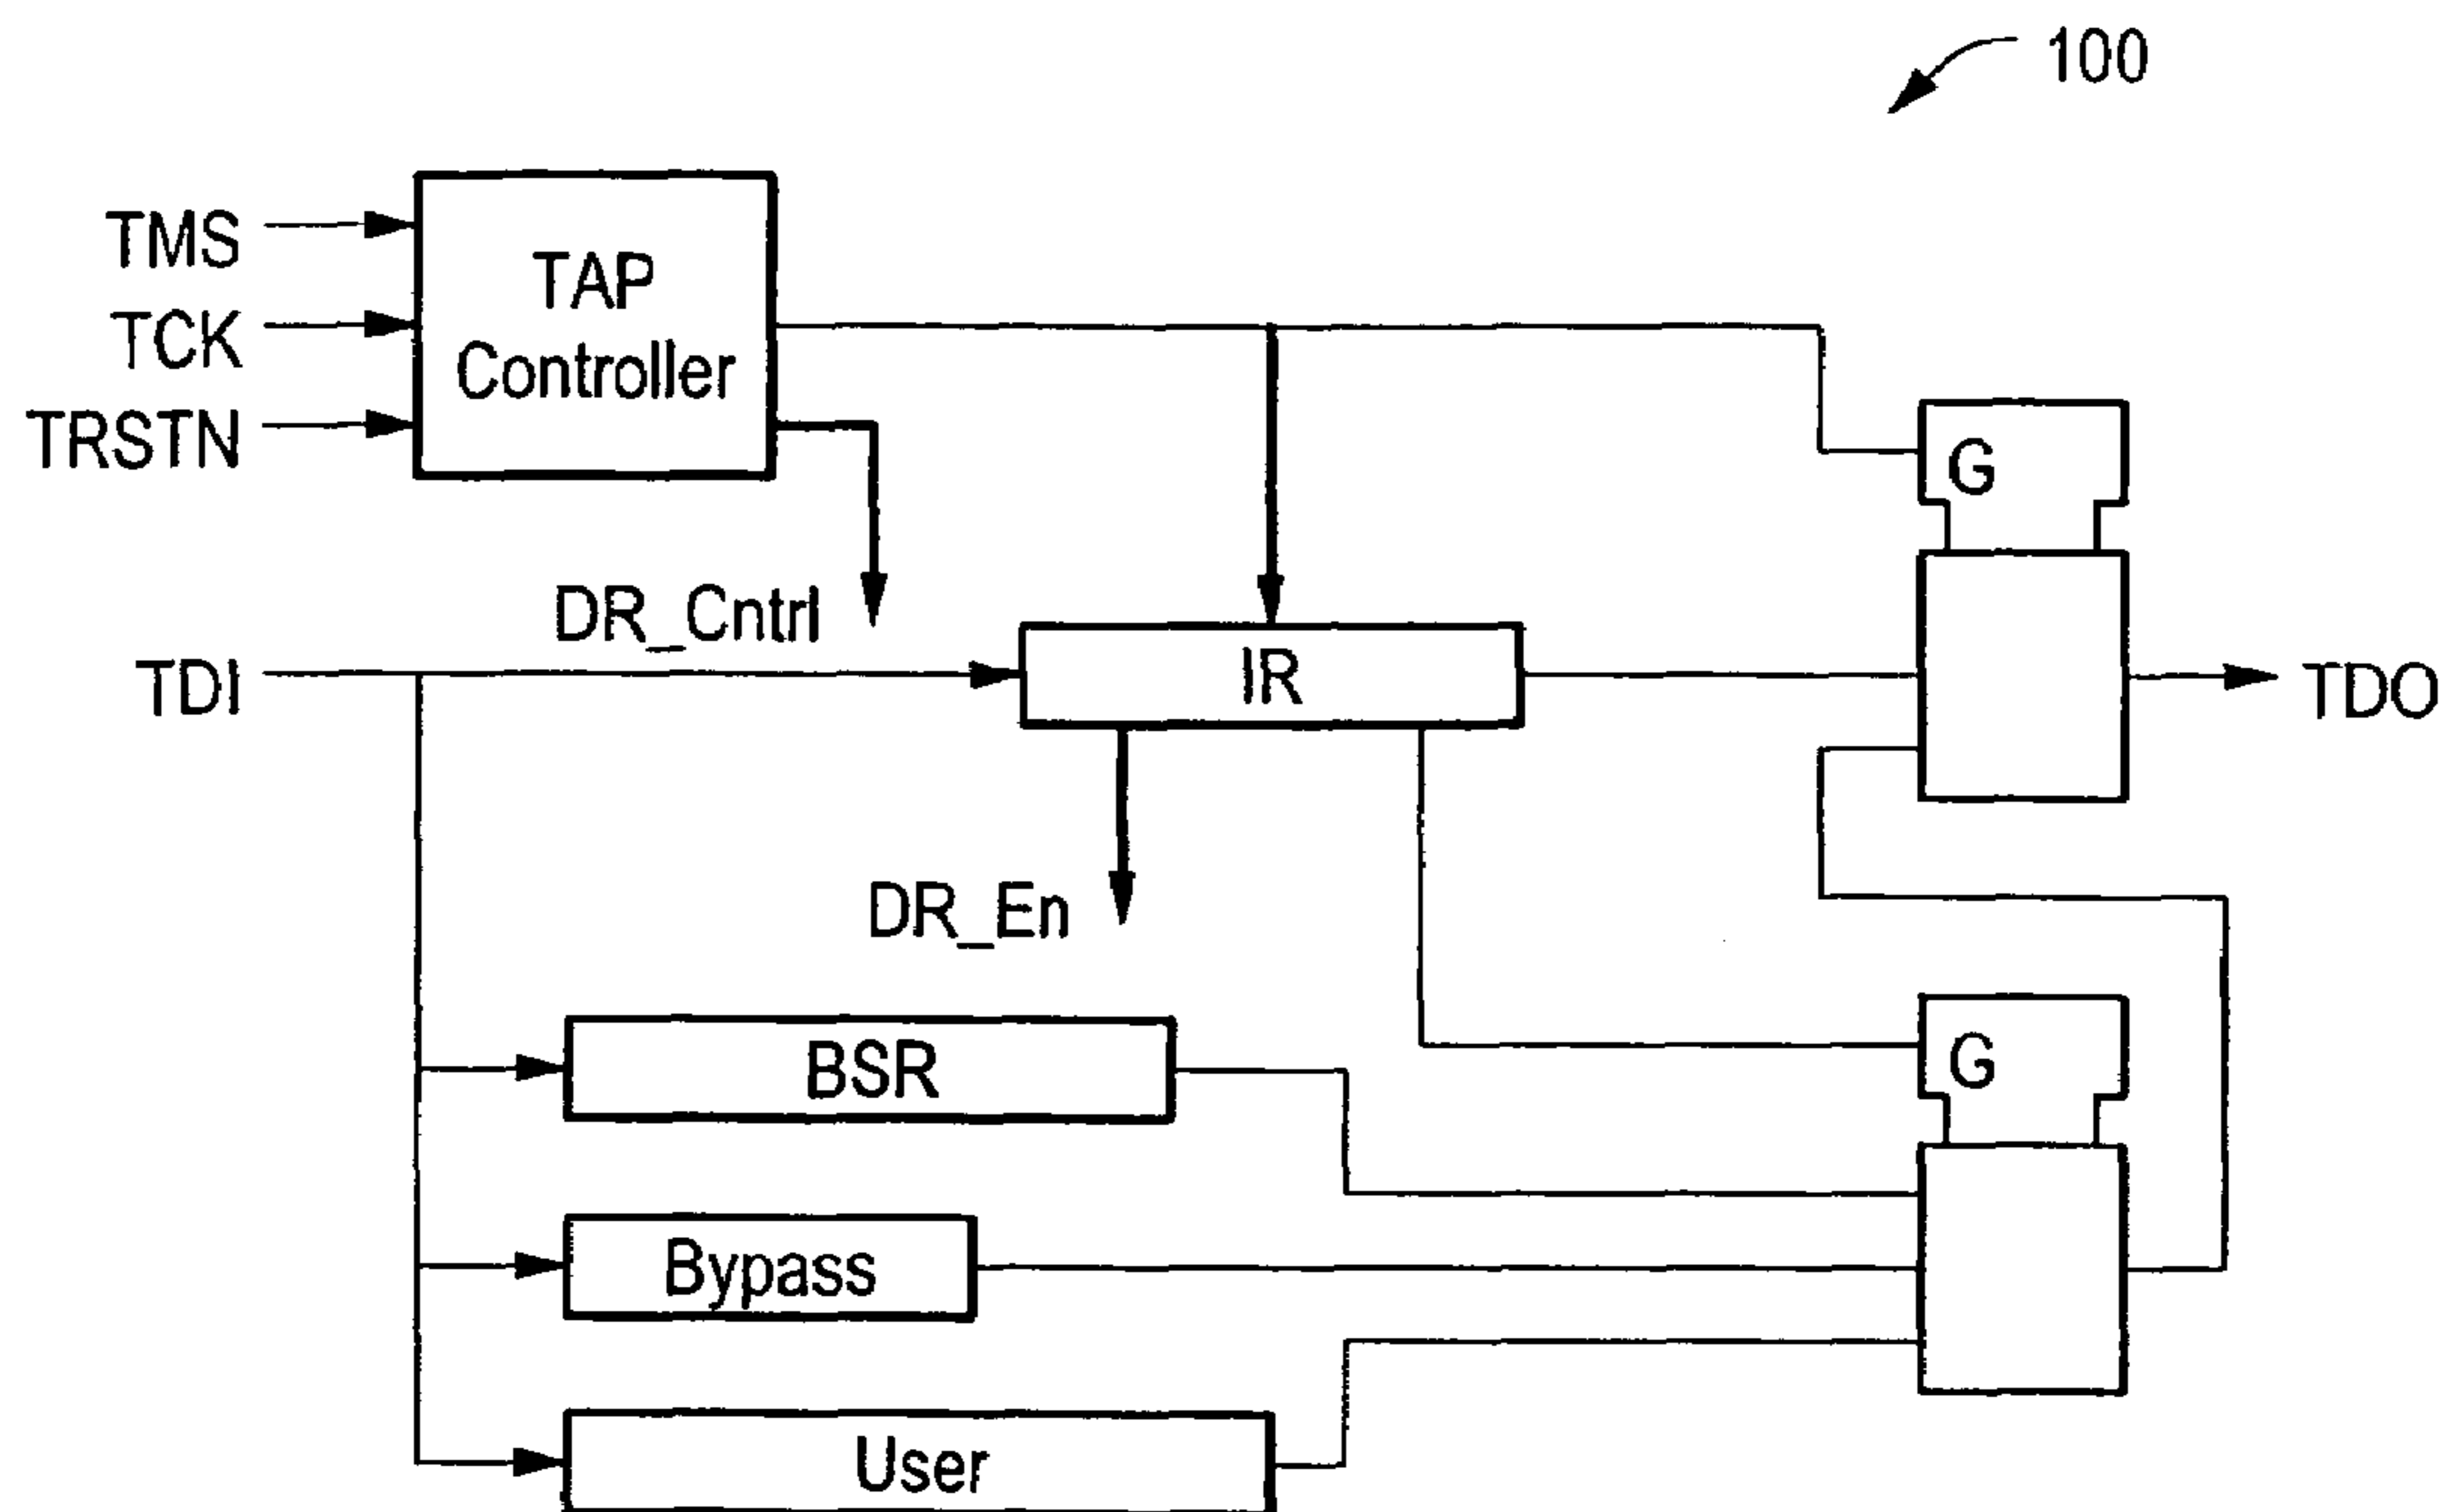 100
TMS
TCK
TRSTN
TAP
Controller
G
DR_Cntrl
TDI
IR
TDO
DR_En
BSR
G
Bypass
User